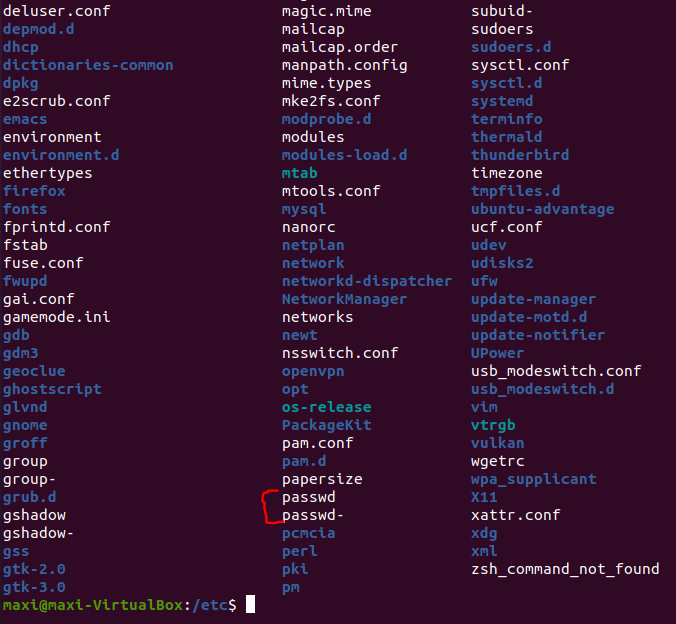 deluser.conf magic.mime subuid-
depmod.d mailcap sudoers
dhcp mailcap.order sudoers.d
dictionaries-common manpath.config sysctl.conf
dpkg mime.types sysctl.d
e2scrub.conf mke2fs.conf systemd
emacs modprobe.d terminfo
environment modules thermald
environment.d modules-load.d thunderbird
ethertypes mtab timezone
firefox mtools.conf tmpfiles.d
fonts mysql ubuntu-advantage
fprintd.conf nanorc ucf.conf
fstab netplan udev
fuse.conf network udisks2
fwupd networkd-dispatcher ufw
gai.conf NetworkManager update-manager
gamemode.ini networks update-motd.d
gdb newt update-notifier
gdm3 nsswitch.conf UPower
geoclue openvpn usb_modeswitch.conf
ghostscript opt usb_modeswitch.d
glvnd os-release vim
gnome PackageKit vtrgb
groff pam.conf vulkan
group pam.d wgetrc
group- papersize wpa_supplicant
grub.d passwd X11
gshadow passwd- xattr.conf
gshadow- pcmcia xdg
gss perl xml
gtk-2.0 pki zsh_command_not_found
gtk-3.0 pm
maxi@maxi-VirtualBox:/etc$